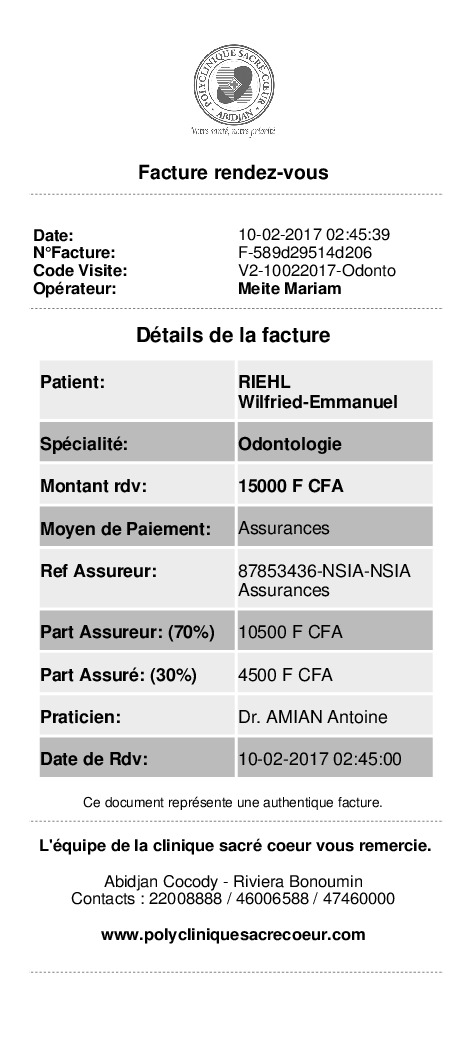 POLYCLINIQUE SACRE-CŒUR
ABIDJAN
Votre santé, notre priorité
Facture rendez-vous
Date: 10-02-2017 02:45:39
N°Facture: F-589d29514d206
Code Visite: V2-10022017-Odonto
Opérateur: Meite Mariam
Détails de la facture
Patient: RIEHL
Wilfried-Emmanuel
Spécialité: Odontologie
Montant rdv: 15000 F CFA
Moyen de Paiement: Assurances
Ref Assureur: 87853436-NSIA-NSIA
Assurances
Part Assureur: (70%) 10500 F CFA
Part Assuré: (30%) 4500 F CFA
Praticien: Dr. AMIAN Antoine
Date de Rdv: 10-02-2017 02:45:00
Ce document représente une authentique facture.
L'équipe de la clinique sacré coeur vous remercie.
Abidjan Cocody - Riviera Bonoumin
Contacts : 22008888 / 46006588 / 47460000
www.polycliniquesacrecoeur.com